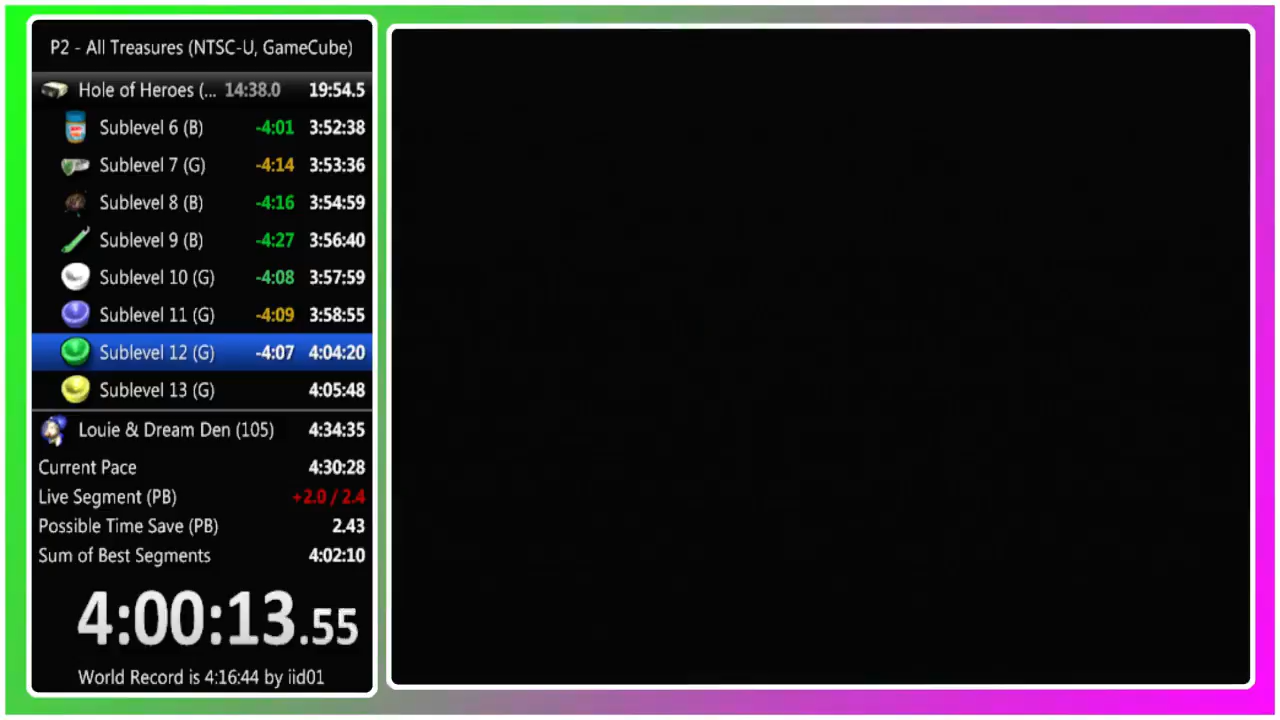 P2 - All Treasures (NTSC-U, GameCube)
Hole of Heroes (... 14:38.0 19:54.5
Sublevel 6 (B) -4:01 3:52:38
Sublevel 7 (G) -4:14 3:53:36
Sublevel 8 (B) -4:16 3:54:59
Sublevel 9 (B) -4:27 3:56:40
Sublevel 10 (G) -4:08 3:57:59
Sublevel 11 (G) -4:09 3:58:55
Sublevel 12 (G) -4:07 4:04:20
Sublevel 13 (G) 4:05:48
Louie & Dream Den (105) 4:34:35
Current Pace 4:30:28
Live Segment (PB) +2.0 / 2.4
Possible Time Save (PB) 2.43
Sum of Best Segments 4:02:10
4:00:13.55
World Record is 4:16:44 by iid01